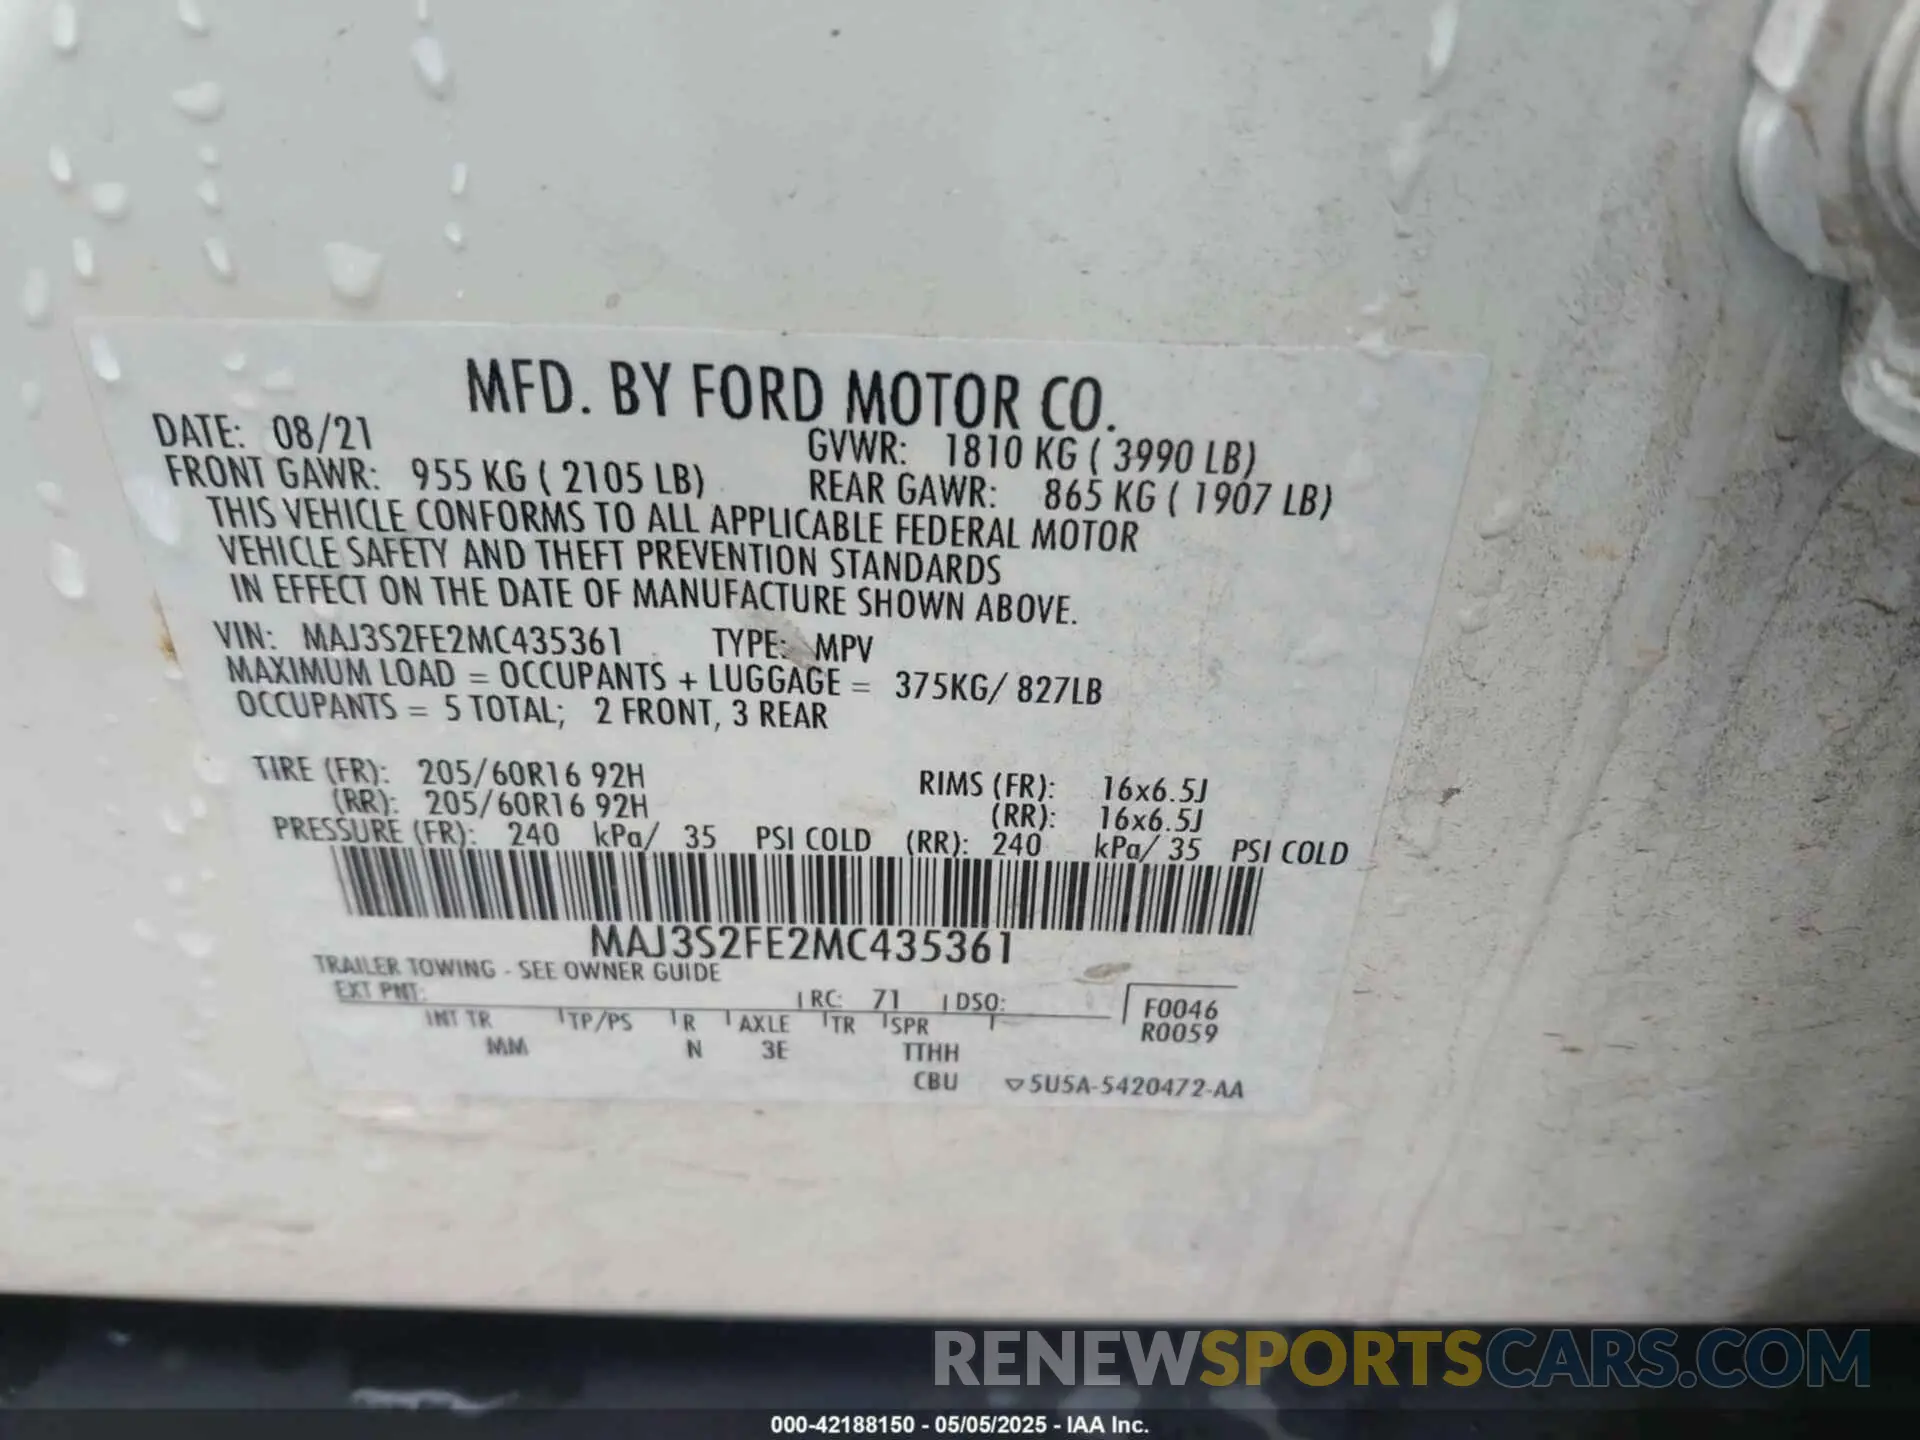 MFD. BY FORD MOTOR CO.
DATE: 08/21 GVWR: 1810 KG ( 3990 LB)
FRONT GAWR: 955 KG ( 2105 LB) REAR GAWR: 865 KG ( 1907 LB)
THIS VEHICLE CONFORMS TO ALL APPLICABLE FEDERAL MOTOR
VEHICLE SAFETY AND THEFT PREVENTION STANDARDS
IN EFFECT ON THE DATE OF MANUFACTURE SHOWN ABOVE.
VIN: MAJ3S2FE2MC435361 TYPE: MPV
MAXIMUM LOAD = OCCUPANTS + LUGGAGE = 375KG/ 827LB
OCCUPANTS = 5 TOTAL; 2 FRONT, 3 REAR
TIRE (FR): 205/60R16 92H RIMS (FR): 16x6.5J
(RR): 205/60R16 92H (RR): 16x6.5J
PRESSURE (FR): 240 kPa/ 35 PSI COLD (RR): 240 kPa/ 35 PSI COLD
MAJ3S2FE2MC435361
TRAILER TOWING - SEE OWNER GUIDE
EXT PNT: RC: 71 DSO: F0046
INT TR TP/PS R AXLE TR SPR R0059
MM N 3E TTHH
CBU ▽5U5A-5420472-AA
RENEWSPORTSCARS.COM
000-42188150 - 05/05/2025 - IAA Inc.